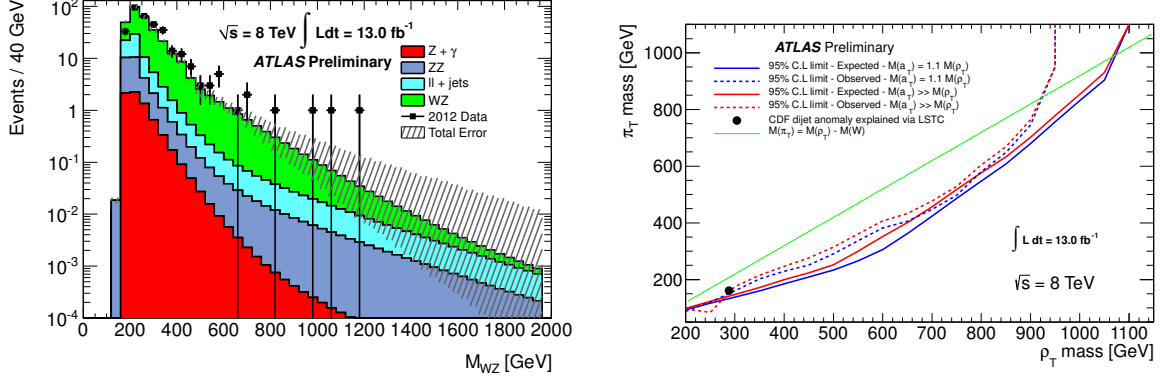 Events / 40 GeV
10²
10
1
10⁻¹
10⁻²
10⁻³
10⁻⁴
√s = 8 TeV ∫ Ldt = 13.0 fb⁻¹
ATLAS Preliminary
Z + γ
ZZ
ll + jets
WZ
2012 Data
Total Error
0 200 400 600 800 1000 1200 1400 1600 1800 2000
M_WZ [GeV]
π_T mass [GeV]
1000
800
600
400
200
ATLAS Preliminary
95% C.L limit - Expected - M(a_T) = 1.1 M(ρ_T)
95% C.L limit - Observed - M(a_T) = 1.1 M(ρ_T)
95% C.L limit - Expected - M(a_T) >> M(ρ_T)
95% C.L limit - Observed - M(a_T) >> M(ρ_T)
CDF dijet anomaly explained via LSTC
M(π_T) = M(ρ_T) - M(W)
∫ L dt = 13.0 fb⁻¹
√s = 8 TeV
200 300 400 500 600 700 800 900 1000 1100
ρ_T mass [GeV]